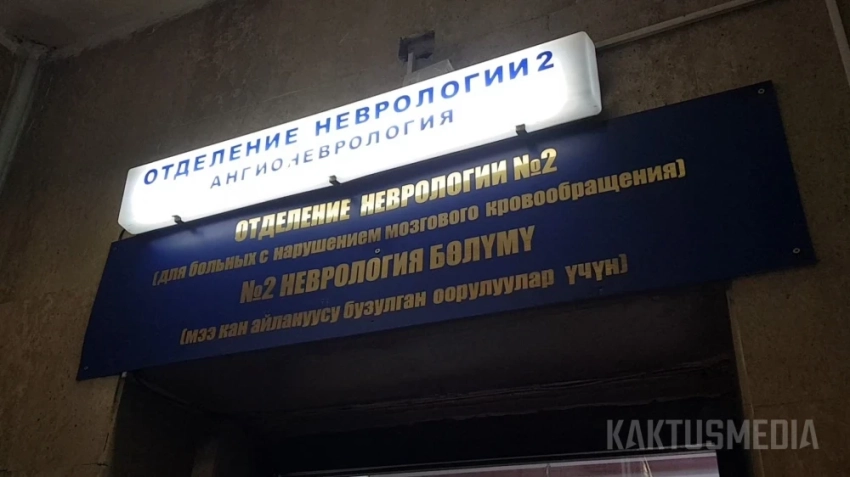 ОТДЕЛЕНИЕ НЕВРОЛОГИИ 2
АНГИОНЕВРОЛОГИЯ
ОТДЕЛЕНИЕ НЕВРОЛОГИИ №2
(для больных с нарушением мозгового кровообращения)
№2 НЕВРОЛОГИЯ БӨЛҮМҮ
(мээ кан айлануусу бузулган оорулуулар үчүн)
KAKTUSMEDIA